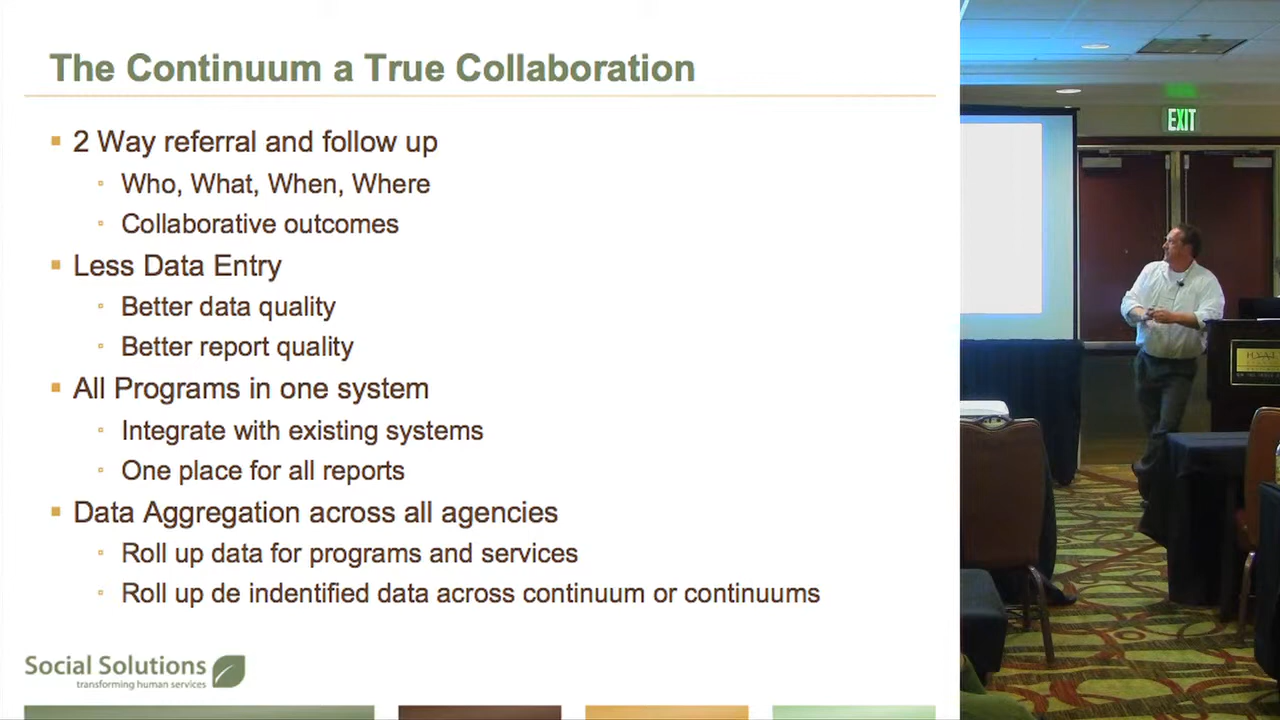 The Continuum a True Collaboration
2 Way referral and follow up
Who, What, When, Where
Collaborative outcomes
Less Data Entry
Better data quality
Better report quality
All Programs in one system
Integrate with existing systems
One place for all reports
Data Aggregation across all agencies
Roll up data for programs and services
Roll up de indentified data across continuum or continuums
Social Solutions
transforming human services
EXIT